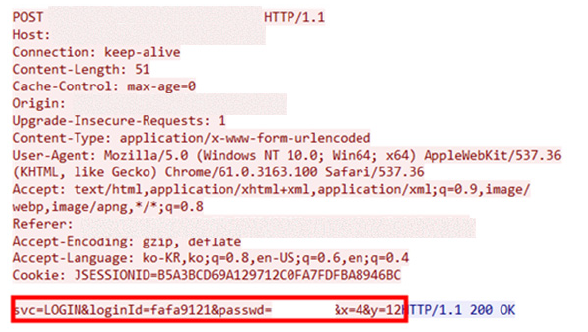 POST HTTP/1.1
Host:
Connection: keep-alive
Content-Length: 51
Cache-Control: max-age=0
Origin:
Upgrade-Insecure-Requests: 1
Content-Type: application/x-www-form-urlencoded
User-Agent: Mozilla/5.0 (Windows NT 10.0; Win64; x64) AppleWebKit/537.36
(KHTML, like Gecko) Chrome/61.0.3163.100 Safari/537.36
Accept: text/html,application/xhtml+xml,application/xml;q=0.9,image/
webp,image/apng,*/*;q=0.8
Referer:
Accept-Encoding: gzip, deflate
Accept-Language: ko-KR,ko;q=0.8,en-US;q=0.6,en;q=0.4
Cookie: JSESSIONID=B5A3BCD69A129712C0FA7FDFBA8946BC
svc=LOGIN&loginId=fafa9121&passwd= &x=4&y=12HTTP/1.1 200 OK